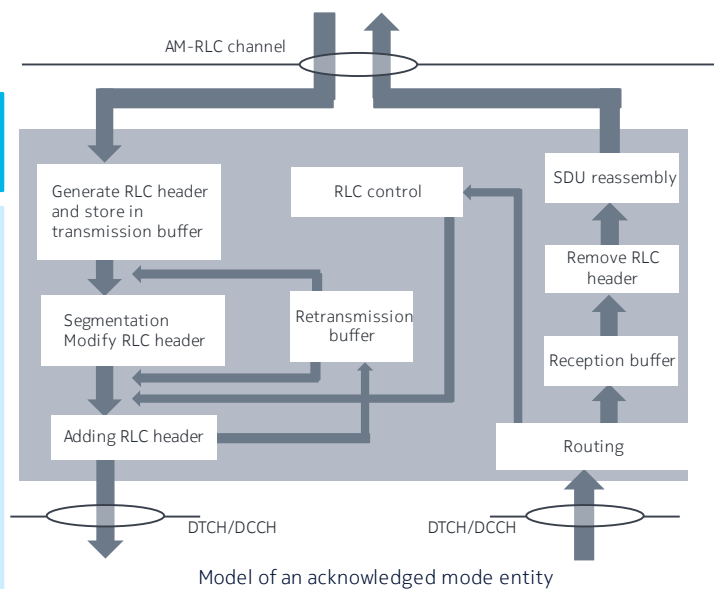 AM-RLC channel
Generate RLC header
and store in
transmission buffer
RLC control
SDU reassembly
Remove RLC
header
Segmentation
Modify RLC header
Retransmission
buffer
Reception buffer
Adding RLC header
Routing
DTCH/DCCH
DTCH/DCCH
Model of an acknowledged mode entity